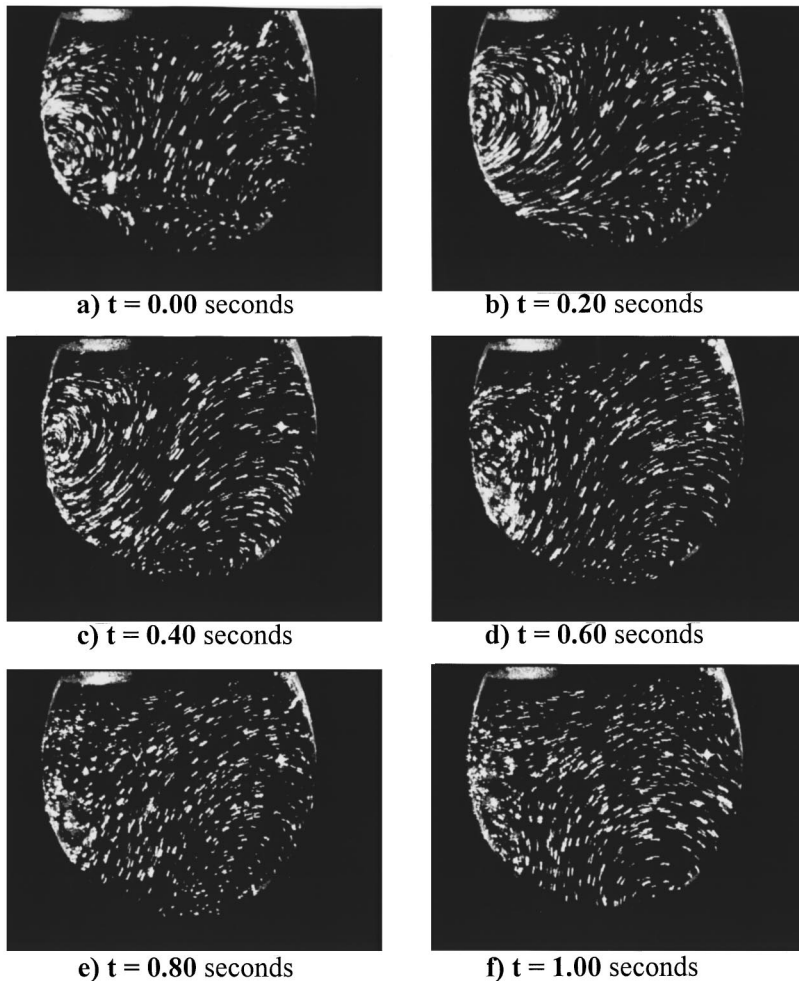 a) t = 0.00 seconds
b) t = 0.20 seconds
c) t = 0.40 seconds
d) t = 0.60 seconds
e) t = 0.80 seconds
f) t = 1.00 seconds